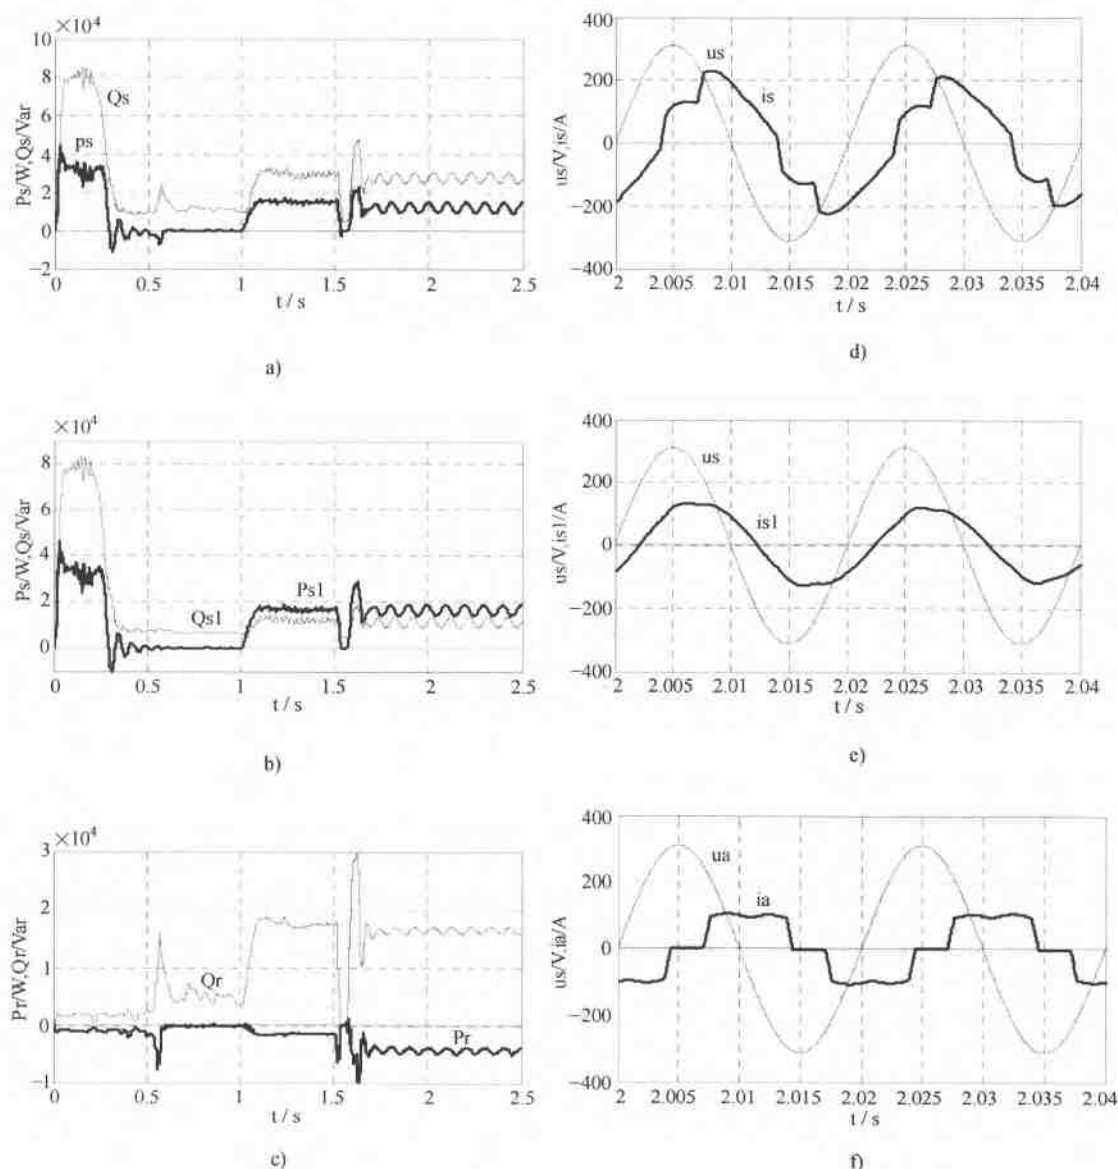 ×10⁴
10
8
6
4
2
0
−2
Ps/W,Qs/Var
Qs
ps
0
0.5
1
1.5
2
2.5
t / s
a)
400
200
0
−200
−400
us/V,is/A
us
is
2
2.005
2.01
2.015
2.02
2.025
2.03
2.035
2.04
t / s
d)
×10⁴
8
6
4
2
0
Ps/W,Qs/Var
Ps1
Qs1
0
0.5
1
1.5
2
2.5
t / s
b)
400
200
0
−200
−400
us/V,is1/A
us
is1
2
2.005
2.01
2.015
2.02
2.025
2.03
2.035
2.04
t / s
e)
×10⁴
3
2
1
0
−1
Pr/W,Qr/Var
Qr
Pr
0
0.5
1
1.5
2
2.5
t / s
c)
400
200
0
−200
−400
us/V,ia/A
ua
ia
2
2.005
2.01
2.015
2.02
2.025
2.03
2.035
2.04
t / s
f)